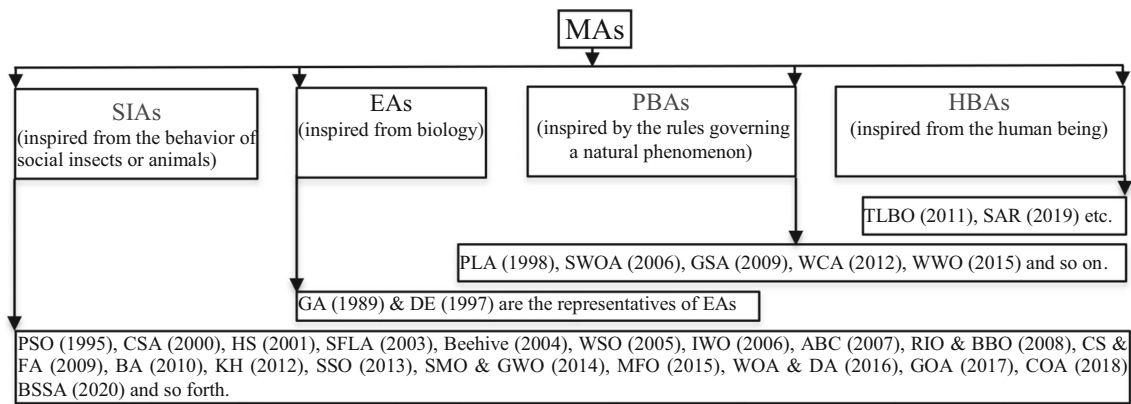 MAs
SIAs
(inspired from the behavior of
social insects or animals)
EAs
(inspired from biology)
PBAs
(inspired by the rules governing
a natural phenomenon)
HBAs
(inspired from the human being)
TLBO (2011), SAR (2019) etc.
PLA (1998), SWOA (2006), GSA (2009), WCA (2012), WWO (2015) and so on.
GA (1989) & DE (1997) are the representatives of EAs
PSO (1995), CSA (2000), HS (2001), SFLA (2003), Beehive (2004), WSO (2005), IWO (2006), ABC (2007), RIO & BBO (2008), CS &
FA (2009), BA (2010), KH (2012), SSO (2013), SMO & GWO (2014), MFO (2015), WOA & DA (2016), GOA (2017), COA (2018)
BSSA (2020) and so forth.